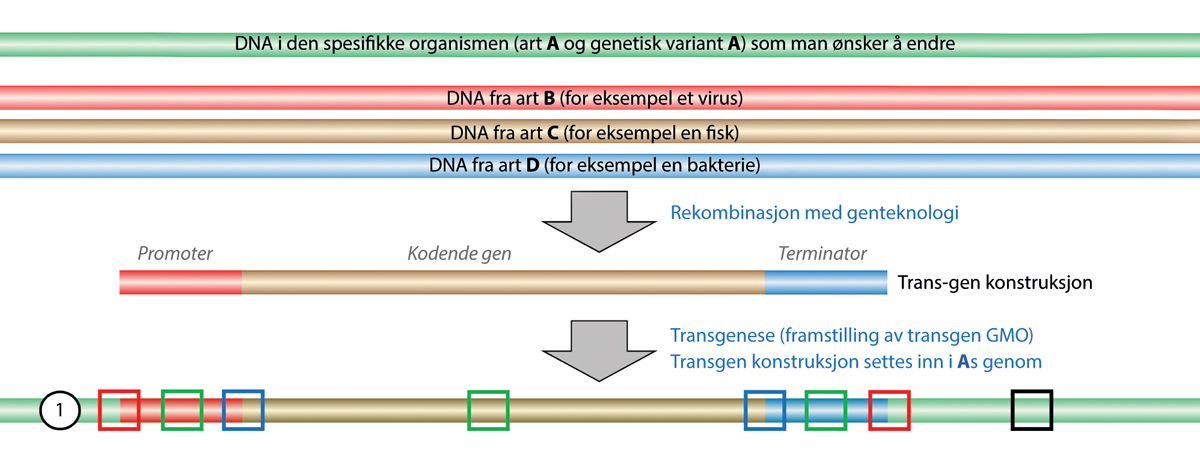 DNA i den spesifikke organismen (art A og genetisk variant A) som man ønsker å endre
DNA fra art B (for eksempel et virus)
DNA fra art C (for eksempel en fisk)
DNA fra art D (for eksempel en bakterie)
Rekombinasjon med genteknologi
Promoter
Kodende gen
Terminator
Trans-gen konstruksjon
Transgenese (framstilling av transgen GMO)
Transgen konstruksjon settes inn i As genom
1